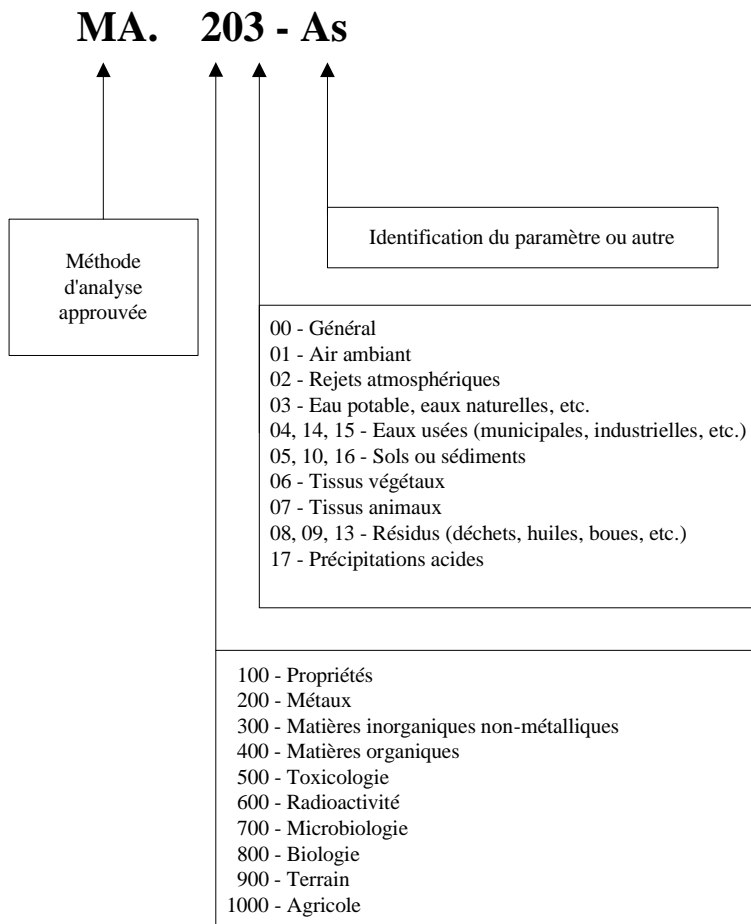 MA. 203 - As
Méthode
d'analyse
approuvée
Identification du paramètre ou autre
00 - Général
01 - Air ambiant
02 - Rejets atmosphériques
03 - Eau potable, eaux naturelles, etc.
04, 14, 15 - Eaux usées (municipales, industrielles, etc.)
05, 10, 16 - Sols ou sédiments
06 - Tissus végétaux
07 - Tissus animaux
08, 09, 13 - Résidus (déchets, huiles, boues, etc.)
17 - Précipitations acides
100 - Propriétés
200 - Métaux
300 - Matières inorganiques non-métalliques
400 - Matières organiques
500 - Toxicologie
600 - Radioactivité
700 - Microbiologie
800 - Biologie
900 - Terrain
1000 - Agricole